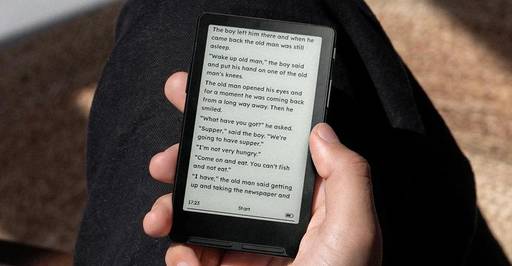 The boy left him there and when he
came back the old man was still
asleep.
"Wake up old man," the boy said
and put his hand on one of the old
man's knees.
The old man opened his eyes and
for a moment he was coming back
from a long way away. Then he
smiled.
"What have you got?" he asked.
"Supper," said the boy. "We're
going to have supper."
"I'm not very hungry."
"Come on and eat. You can't fish
and not eat."
"I have," the old man said getting
up and taking the newspaper and
17:23
Start